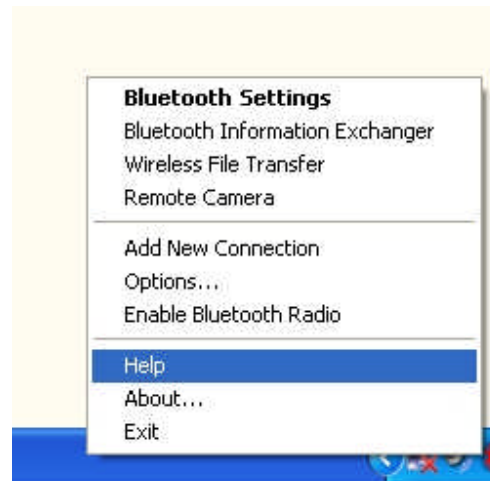 Bluetooth Settings
Bluetooth Information Exchanger
Wireless File Transfer
Remote Camera
Add New Connection
Options...
Enable Bluetooth Radio
Help
About...
Exit